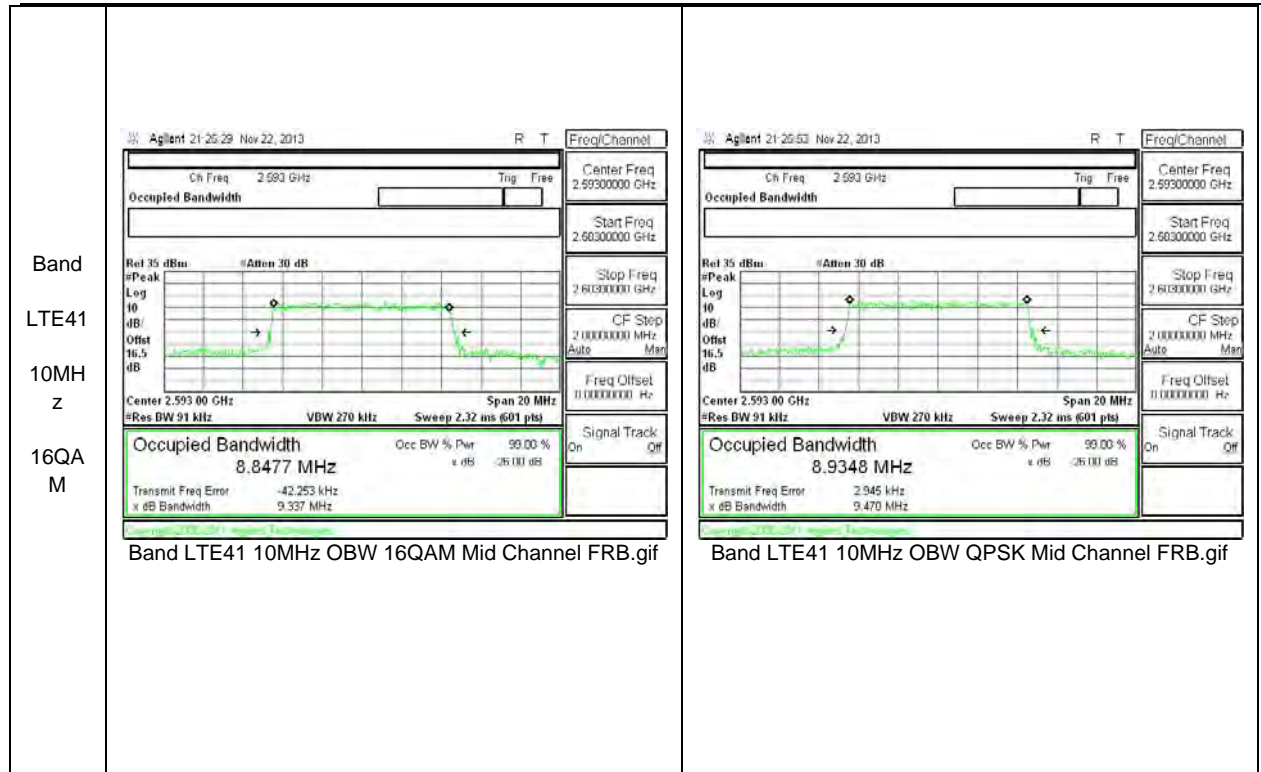 Band
LTE41
10MH
z
16QA
M
Agilent 21:25:29 Nov 22, 2013 R T
Ch Freq 2.593 GHz Trig Free
Occupied Bandwidth
Ref 35 dBm #Atten 30 dB
#Peak
Log
10
dB/
Offst
16.5
dB
Center 2.593 00 GHz Span 20 MHz
#Res BW 91 kHz VBW 270 kHz Sweep 2.32 ms (601 pts)
Occupied Bandwidth Occ BW % Pwr 99.00 %
8.8477 MHz x dB -26.00 dB
Transmit Freq Error -42.253 kHz
x dB Bandwidth 9.337 MHz
Freq/Channel
Center Freq
2.59300000 GHz
Start Freq
Stop Freq
2.60300000 GHz
CF Step
2.00000000 MHz
Auto Man
Freq Offset
0.00000000 Hz
Signal Track
On Off
Band LTE41 10MHz OBW 16QAM Mid Channel FRB.gif
Agilent 21:25:53 Nov 22, 2013 R T
Ch Freq 2.593 GHz Trig Free
Occupied Bandwidth
Ref 35 dBm #Atten 30 dB
#Peak
Log
10
dB/
Offst
16.5
dB
Center 2.593 00 GHz Span 20 MHz
#Res BW 91 kHz VBW 270 kHz Sweep 2.32 ms (601 pts)
Occupied Bandwidth Occ BW % Pwr 99.00 %
8.9348 MHz x dB -26.00 dB
Transmit Freq Error 2.945 kHz
x dB Bandwidth 9.470 MHz
Freq/Channel
Center Freq
2.59300000 GHz
Start Freq
Stop Freq
2.60300000 GHz
CF Step
2.00000000 MHz
Auto Man
Freq Offset
0.00000000 Hz
Signal Track
On Off
Band LTE41 10MHz OBW QPSK Mid Channel FRB.gif